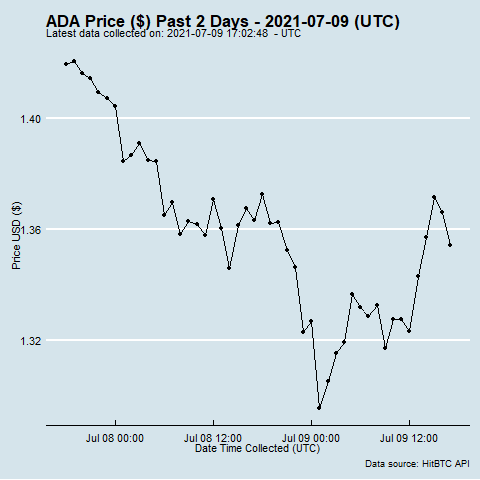 ADA Price ($) Past 2 Days - 2021-07-09 (UTC)
Latest data collected on: 2021-07-09 17:02:48  - UTC
1.40
1.36
1.32
Price USD ($)
Jul 08 00:00 Jul 08 12:00 Jul 09 00:00 Jul 09 12:00
Date Time Collected (UTC)
Data source: HitBTC API